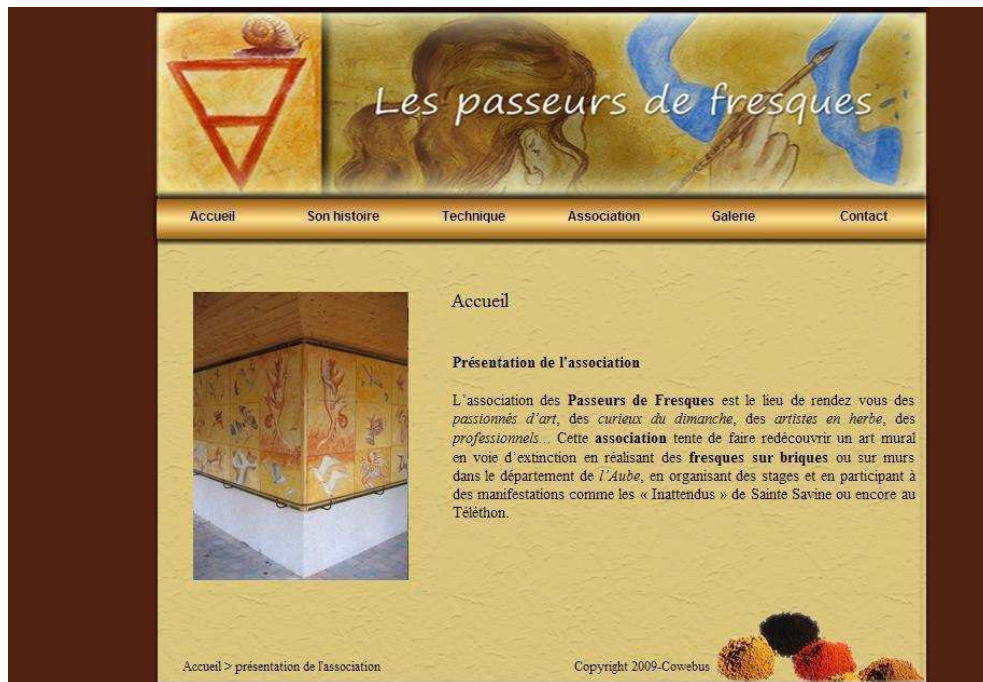 Les passeurs de fresques
Accueil Son histoire Technique Association Galerie Contact
Accueil
Présentation de l'association
L'association des Passeurs de Fresques est le lieu de rendez vous des
passionnés d'art, des curieux du dimanche, des artistes en herbe, des
professionnels... Cette association tente de faire redécouvrir un art mural
en voie d'extinction en réalisant des fresques sur briques ou sur murs
dans le département de l'Aube, en organisant des stages et en participant à
des manifestations comme les « Inattendus » de Sainte Savine ou encore au
Téléthon.
Accueil > présentation de l'association Copyright 2009-Cowebus